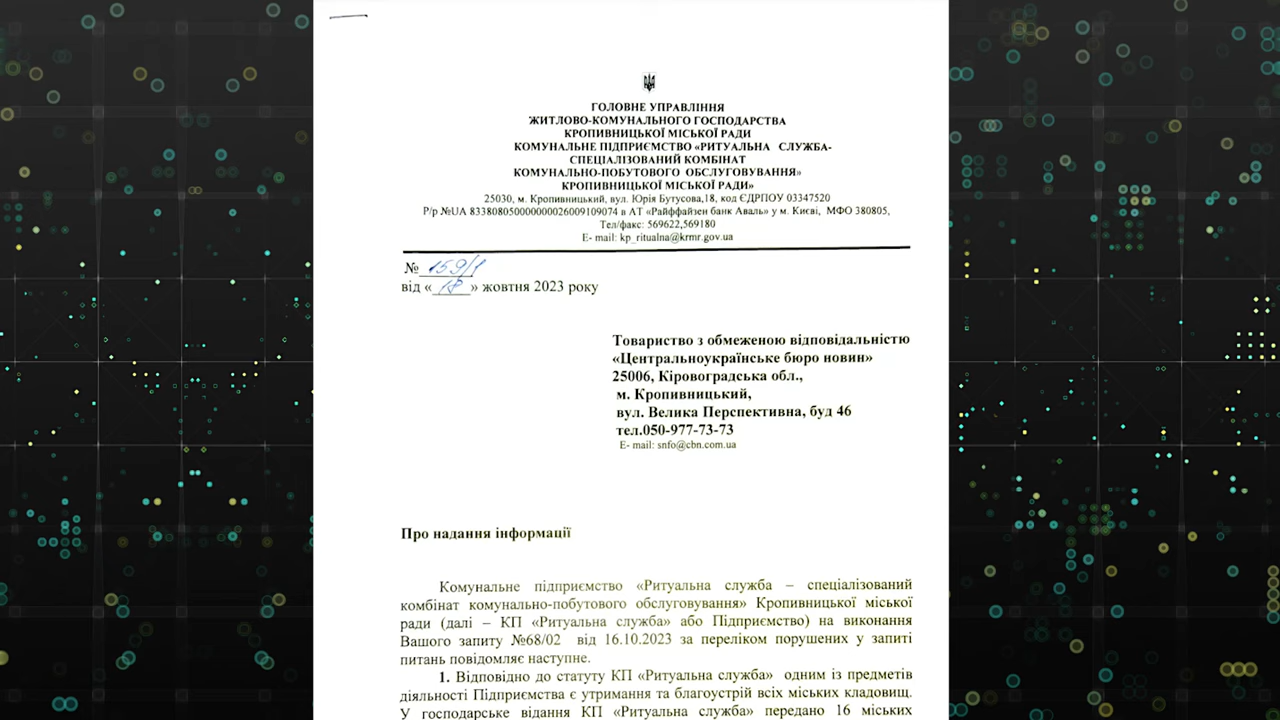 ГОЛОВНЕ УПРАВЛІННЯ
ЖИТЛОВО-КОМУНАЛЬНОГО ГОСПОДАРСТВА
КРОПИВНИЦЬКОЇ МІСЬКОЇ РАДИ
КОМУНАЛЬНЕ ПІДПРИЄМСТВО «РИТУАЛЬНА СЛУЖБА-
СПЕЦІАЛІЗОВАНИЙ КОМБІНАТ
КОМУНАЛЬНО-ПОБУТОВОГО ОБСЛУГОВУВАННЯ»
КРОПИВНИЦЬКОЇ МІСЬКОЇ РАДИ»
25030, м. Кропивницький, вул. Юрія Бутусова,18, код ЄДРПОУ 03347520
Р/р №UA 833808050000000026009109074 в АТ «Райффайзен банк Аваль» у м. Києві, МФО 380805,
Тел/факс: 569622,569180
E- mail: kp_ritualna@krmr.gov.ua
№ 159/1
від «18» жовтня 2023 року
Товариство з обмеженою відповідальністю
«Центральноукраїнське бюро новин»
25006, Кіровоградська обл.,
м. Кропивницький,
вул. Велика Перспективна, буд 46
тел.050-977-73-73
E- mail: snfo@cbn.com.ua
Про надання інформації
Комунальне підприємство «Ритуальна служба – спеціалізований
комбінат комунально-побутового обслуговування» Кропивницької міської
ради (далі – КП «Ритуальна служба» або Підприємство) на виконання
Вашого запиту №68/02 від 16.10.2023 за переліком порушених у запиті
питань повідомляє наступне.
1. Відповідно до статуту КП «Ритуальна служба» одним із предметів
діяльності Підприємства є утримання та благоустрій всіх міських кладовищ.
У господарське відання КП «Ритуальна служба» передано 16 міських